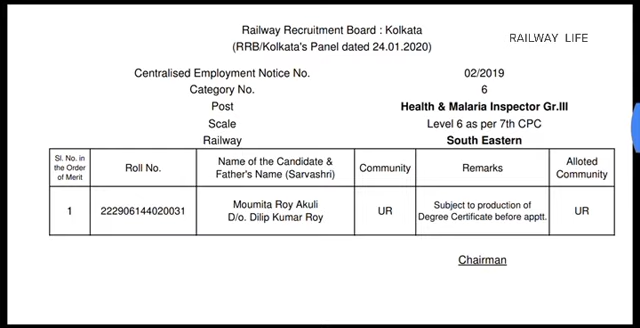 Railway Recruitment Board : Kolkata
(RRB/Kolkata's Panel dated 24.01.2020)
RAILWAY LIFE
Centralised Employment Notice No. 02/2019
Category No. 6
Post Health & Malaria Inspector Gr.III
Scale Level 6 as per 7th CPC
Railway South Eastern
Sl. No. in the Order of Merit Roll No. Name of the Candidate & Father's Name (Sarvashri) Community Remarks Alloted Community
1 222906144020031 Moumita Roy Akuli D/o. Dilip Kumar Roy UR Subject to production of Degree Certificate before apptt. UR
Chairman